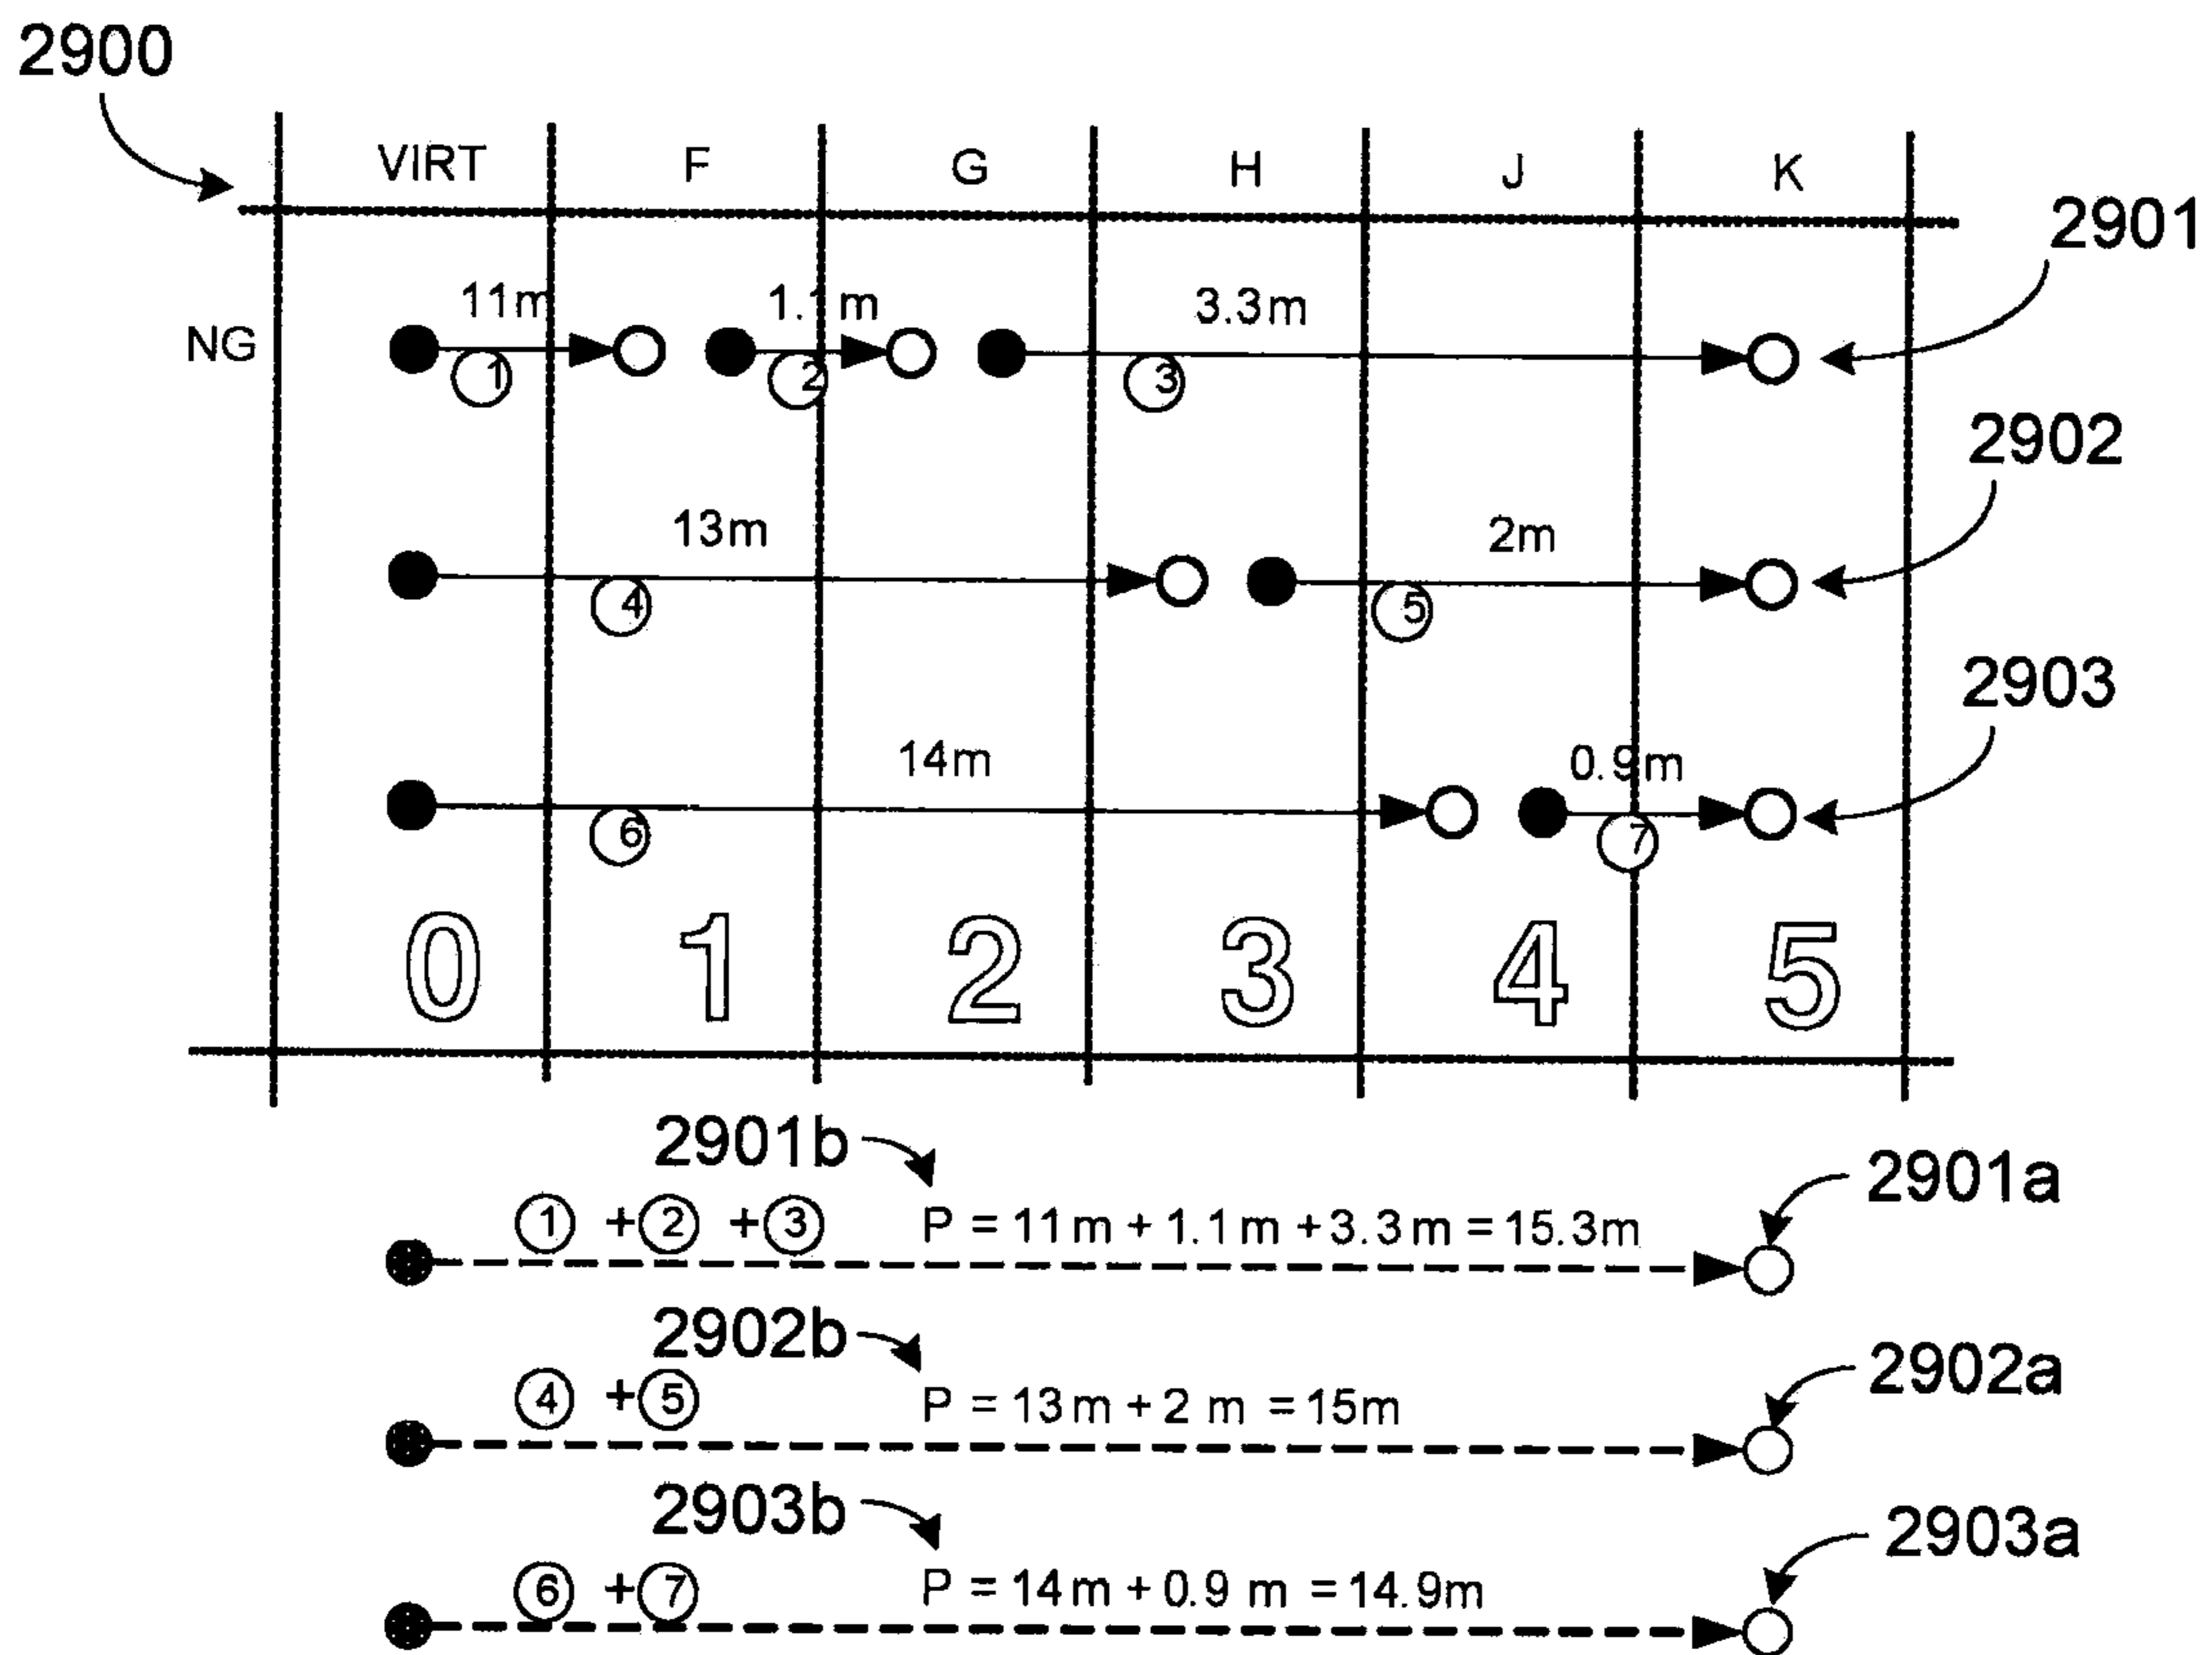 2900
VIRT F G H J K
2901
11m 1.1m 3.3m
NG
1 2 3
2902
13m 2m
4 5
2903
14m 0.9m
6 7
0 1 2 3 4 5
2901b
2901a
1 +2 +3 P = 11m + 1.1m + 3.3m = 15.3m
2902b
2902a
4 +5 P = 13m + 2 m = 15m
2903b
2903a
6 +7 P = 14m + 0.9 m = 14.9m